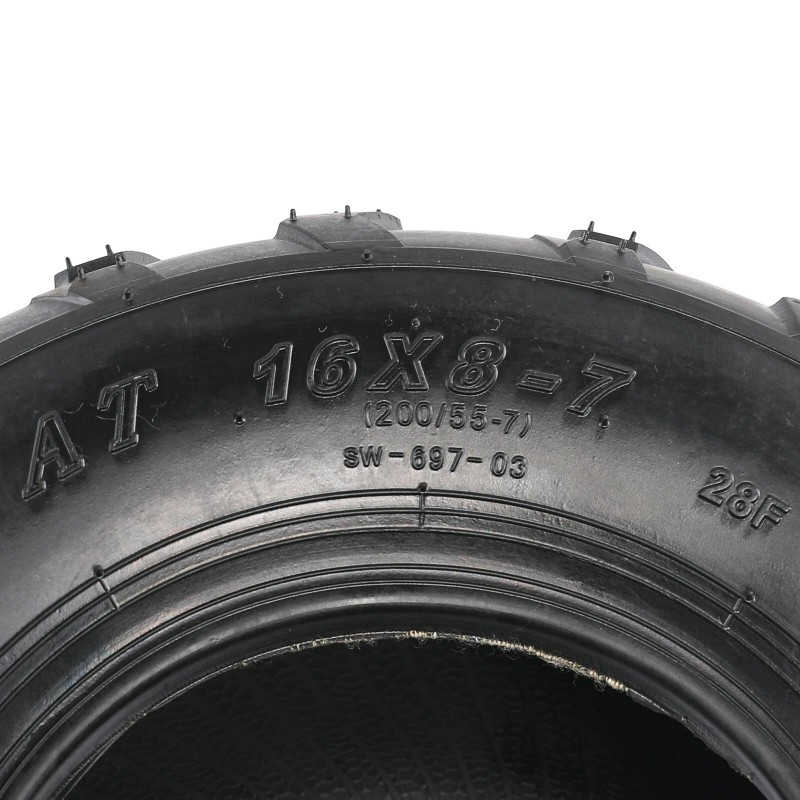 AT 16X8-7
(200/55-7)
SW-697-03
28F